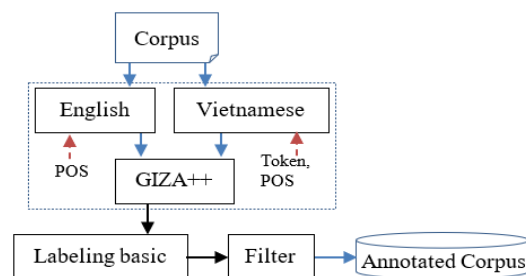 Corpus
English
Vietnamese
POS
Token,
POS
GIZA++
Labeling basic
Filter
Annotated Corpus